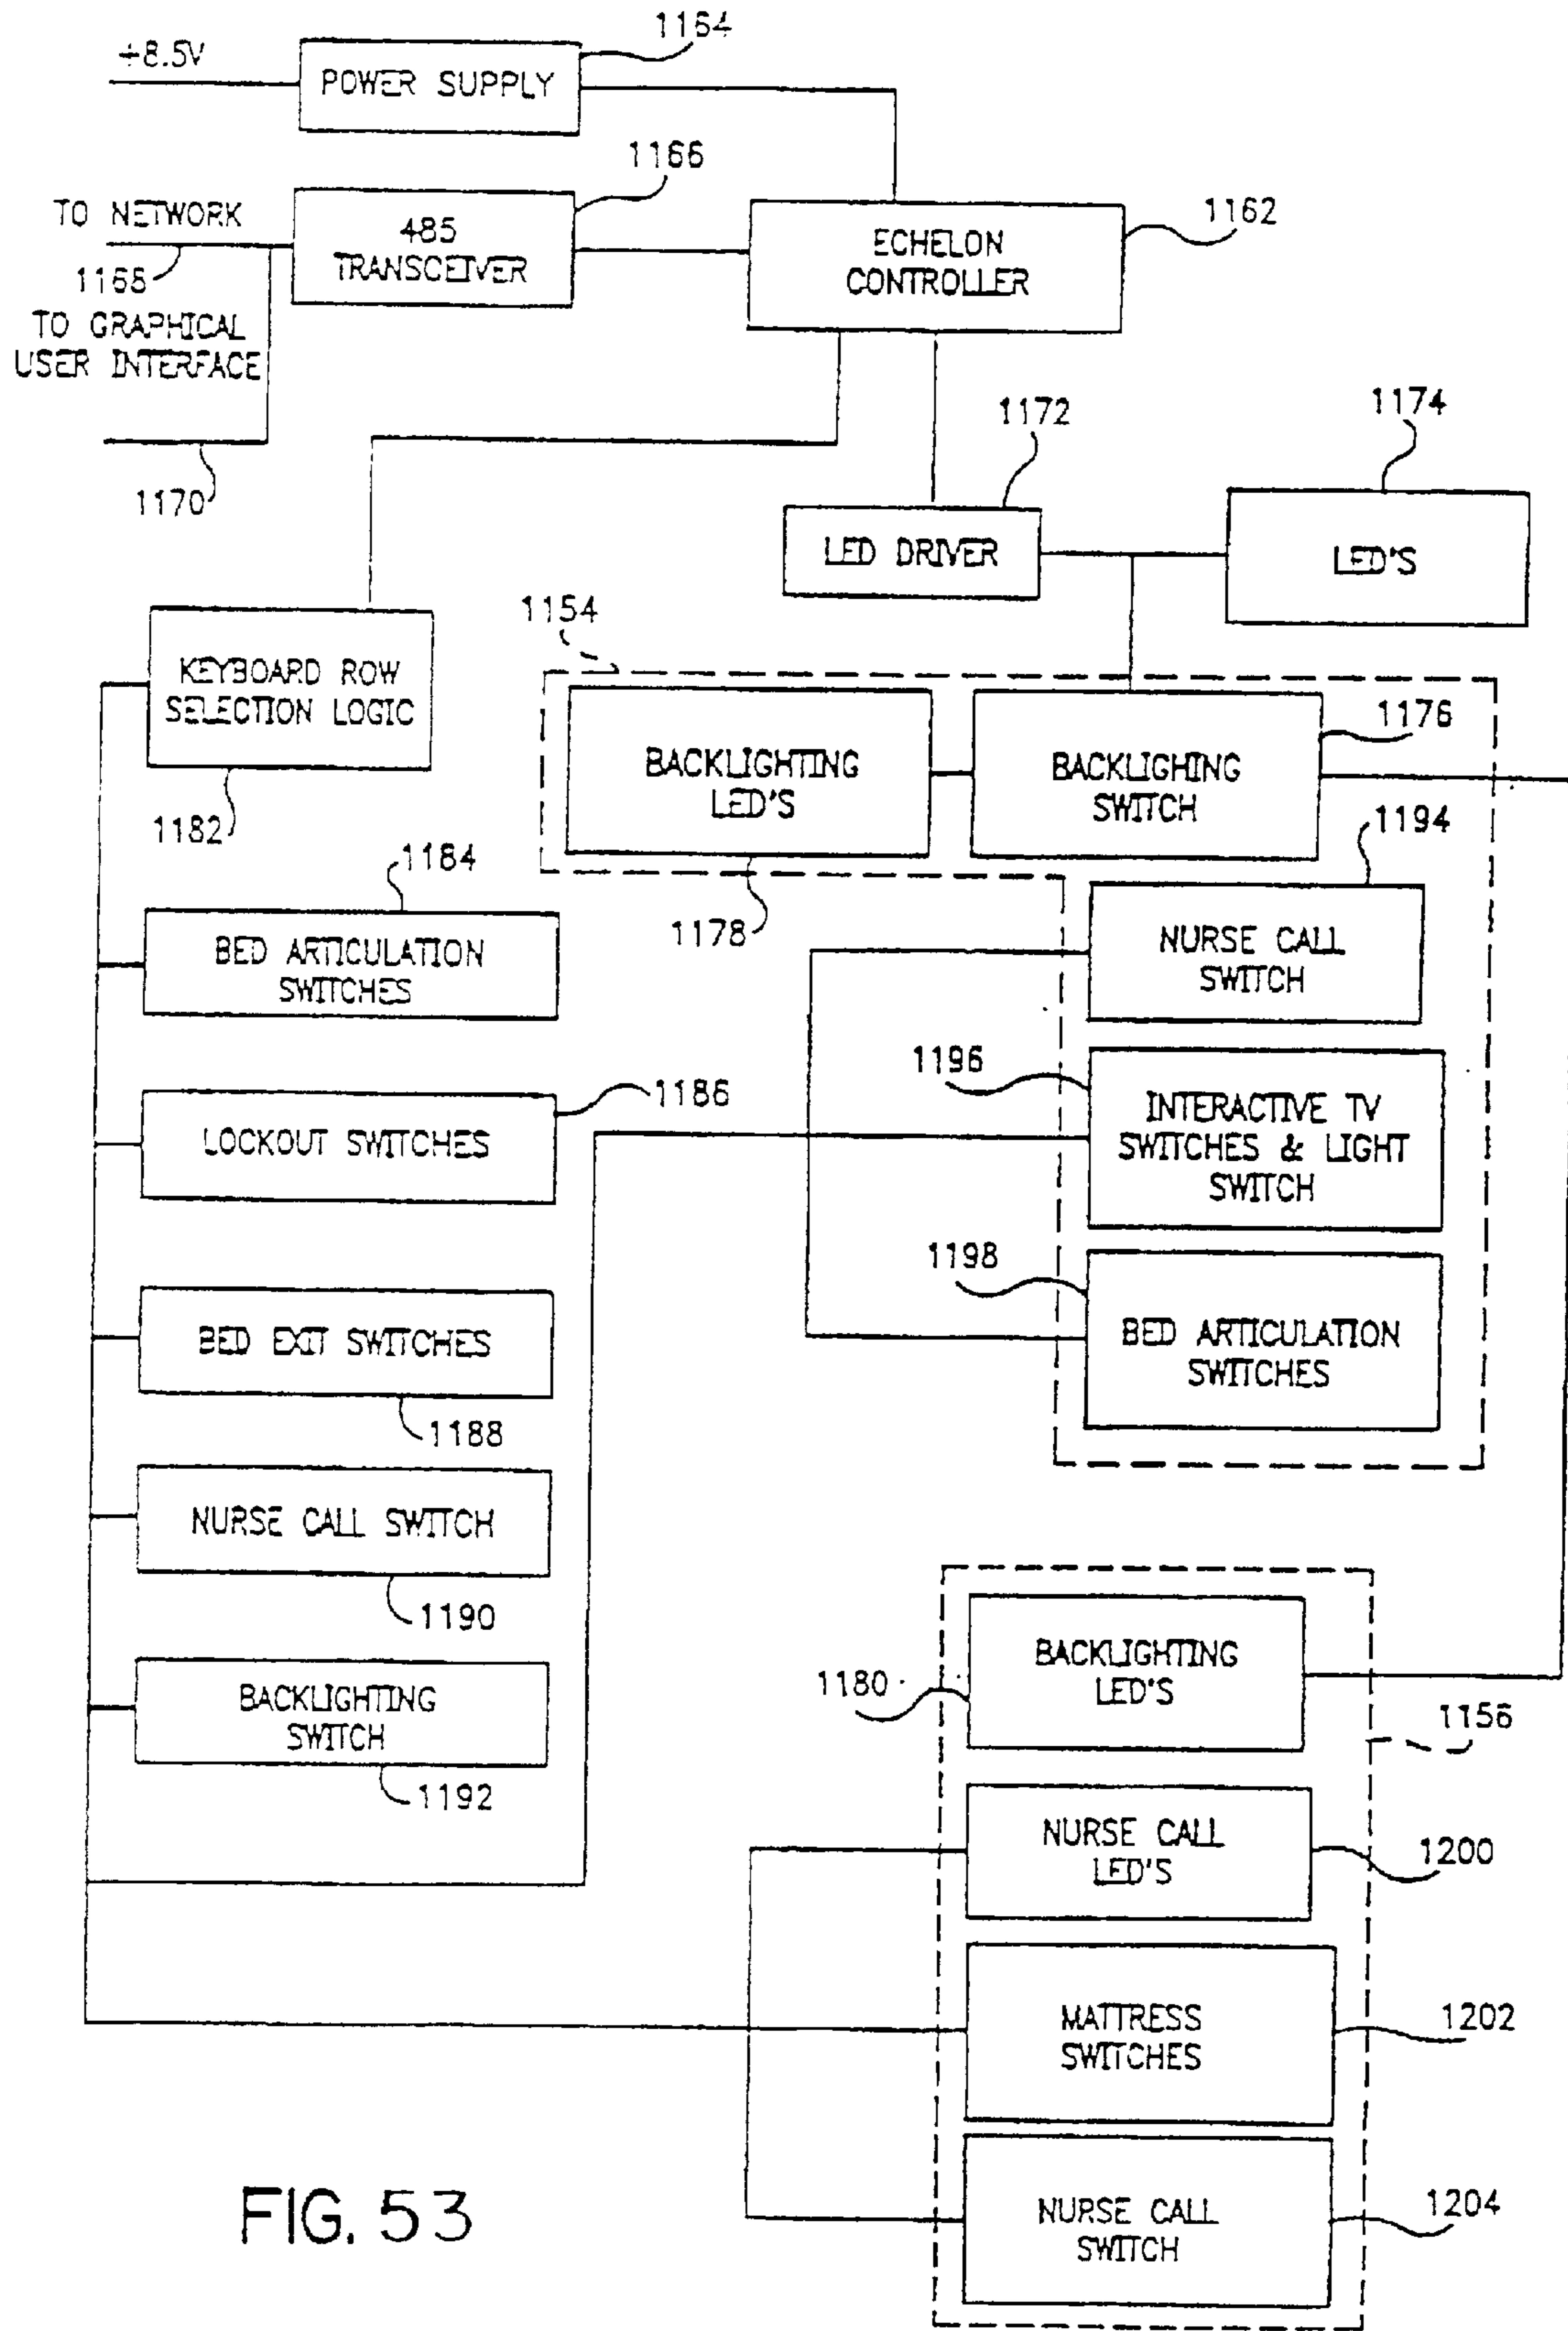 +8.5V
POWER SUPPLY
1164
TO NETWORK
1168
485
TRANSCEIVER
1166
ECHELON
CONTROLLER
1162
TO GRAPHICAL
USER INTERFACE
1170
LED DRIVER
1172
LED'S
1174
1154
KEYBOARD ROW
SELECTION LOGIC
1182
BACKLIGHTING
LED'S
1178
BACKLIGHING
SWITCH
1176
1184
BED ARTICULATION
SWITCHES
NURSE CALL
SWITCH
1194
LOCKOUT SWITCHES
1186
1196
INTERACTIVE TV
SWITCHES & LIGHT
SWITCH
BED EXIT SWITCHES
1188
1198
BED ARTICULATION
SWITCHES
NURSE CALL SWITCH
1190
BACKLIGHTING
SWITCH
1192
1180
BACKLIGHTING
LED'S
1156
NURSE CALL
LED'S
1200
MATTRESS
SWITCHES
1202
NURSE CALL
SWITCH
1204
FIG. 53